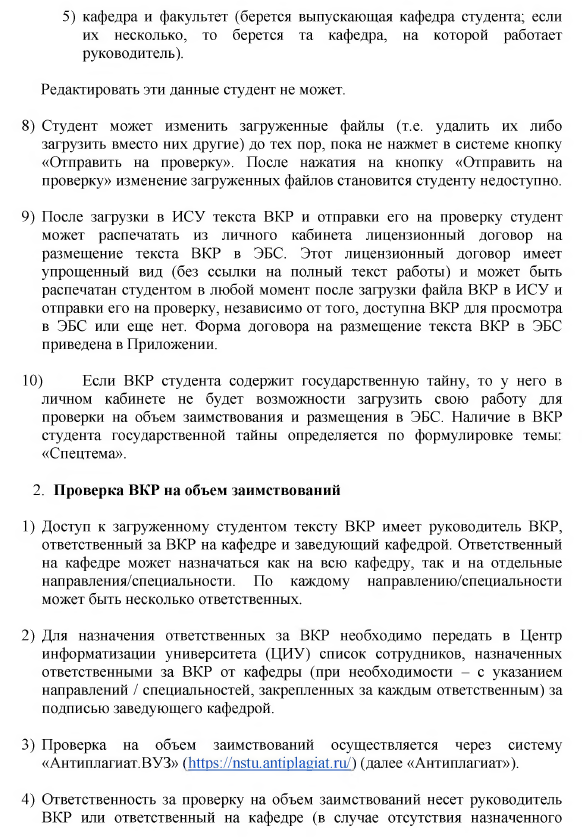 5) кафедра и факультет (берется выпускающая кафедра студента; если
их несколько, то берется та кафедра, на которой работает
руководитель).
Редактировать эти данные студент не может.
8) Студент может изменить загруженные файлы (т.е. удалить их либо
загрузить вместо них другие) до тех пор, пока не нажмет в системе кнопку
«Отправить на проверку». После нажатия на кнопку «Отправить на
проверку» изменение загруженных файлов становится студенту недоступно.
9) После загрузки в ИСУ текста ВКР и отправки его на проверку студент
может распечатать из личного кабинета лицензионный договор на
размещение текста ВКР в ЭБС. Этот лицензионный договор имеет
упрощенный вид (без ссылки на полный текст работы) и может быть
распечатан студентом в любой момент после загрузки файла ВКР в ИСУ и
отправки его на проверку, независимо от того, доступна ВКР для просмотра
в ЭБС или еще нет. Форма договора на размещение текста ВКР в ЭБС
приведена в Приложении.
10) Если ВКР студента содержит государственную тайну, то у него в
личном кабинете не будет возможности загрузить свою работу для
проверки на объем заимствования и размещения в ЭБС. Наличие в ВКР
студента государственной тайны определяется по формулировке темы:
«Спецтема».
2. Проверка ВКР на объем заимствований
1) Доступ к загруженному студентом тексту ВКР имеет руководитель ВКР,
ответственный за ВКР на кафедре и заведующий кафедрой. Ответственный
на кафедре может назначаться как на всю кафедру, так и на отдельные
направления/специальности. По каждому направлению/специальности
может быть несколько ответственных.
2) Для назначения ответственных за ВКР необходимо передать в Центр
информатизации университета (ЦИУ) список сотрудников, назначенных
ответственными за ВКР от кафедры (при необходимости – с указанием
направлений / специальностей, закрепленных за каждым ответственным) за
подписью заведующего кафедрой.
3) Проверка на объем заимствований осуществляется через систему
«Антиплагиат.ВУЗ» (https://nstu.antiplagiat.ru/) (далее «Антиплагиат»).
4) Ответственность за проверку на объем заимствований несет руководитель
ВКР или ответственный на кафедре (в случае отсутствия назначенного